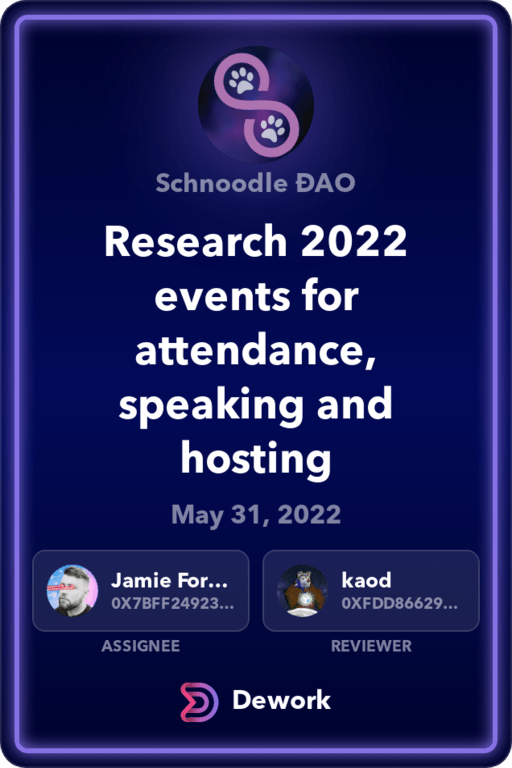 Schnoodle ĐAO
Research 2022
events for
attendance,
speaking and
hosting
May 31, 2022
Jamie For...
0X7BFF24923...
ASSIGNEE
kaod
0XFDD86629...
REVIEWER
Dework